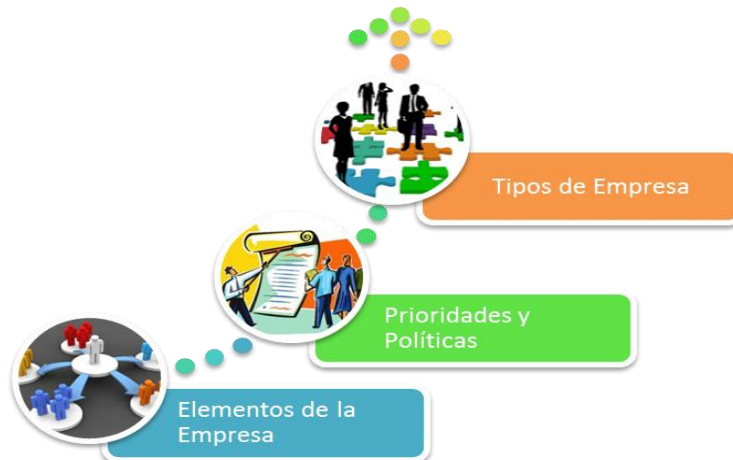 Tipos de Empresa
Prioridades y
Políticas
Elementos de la
Empresa